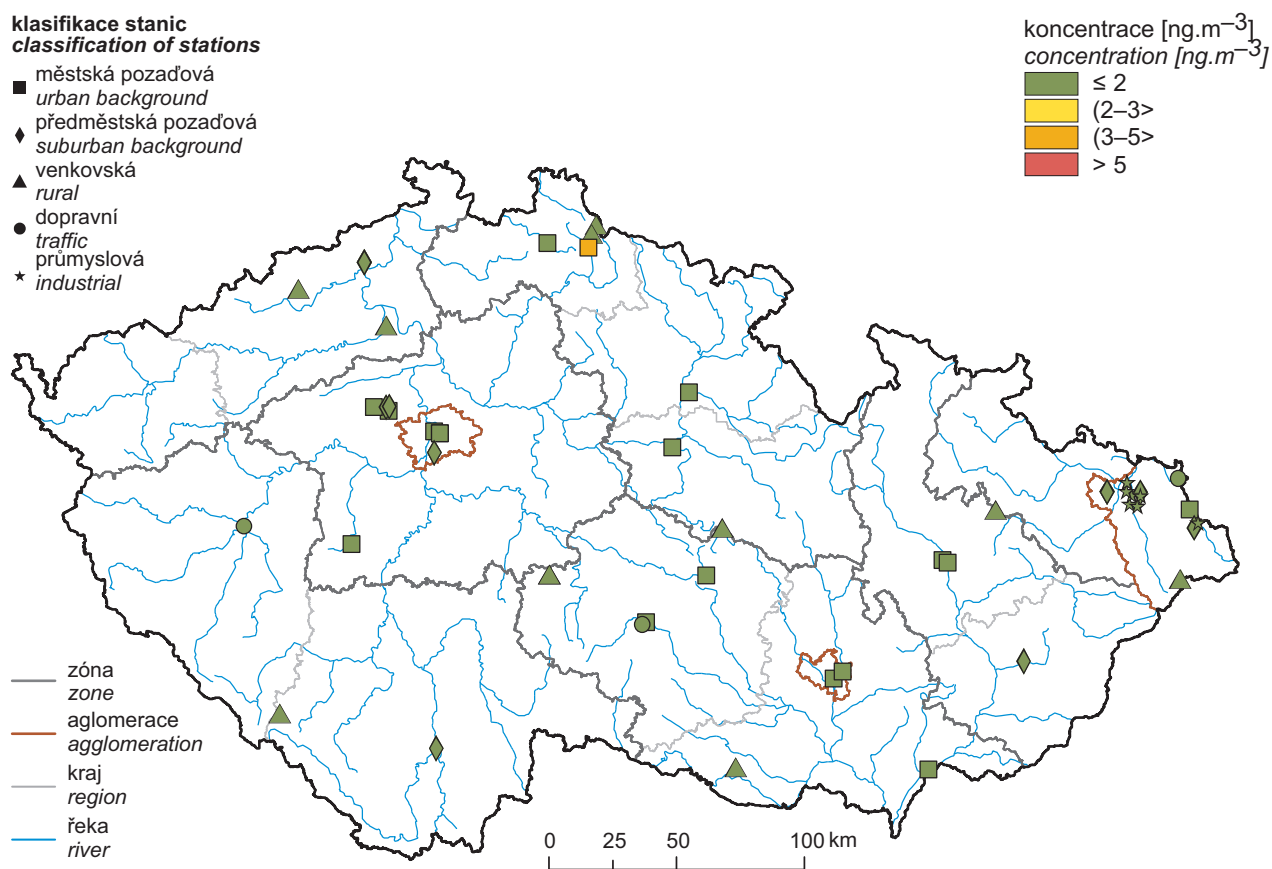 klasifikace stanic
classification of stations
městská pozaďová
urban background
předměstská pozaďová
suburban background
venkovská
rural
dopravní
traffic
průmyslová
industrial
koncentrace [ng.m⁻³]
concentration [ng.m⁻³]
≤ 2
(2–3>
(3–5>
> 5
zóna
zone
aglomerace
agglomeration
kraj
region
řeka
river
0 25 50 100 km